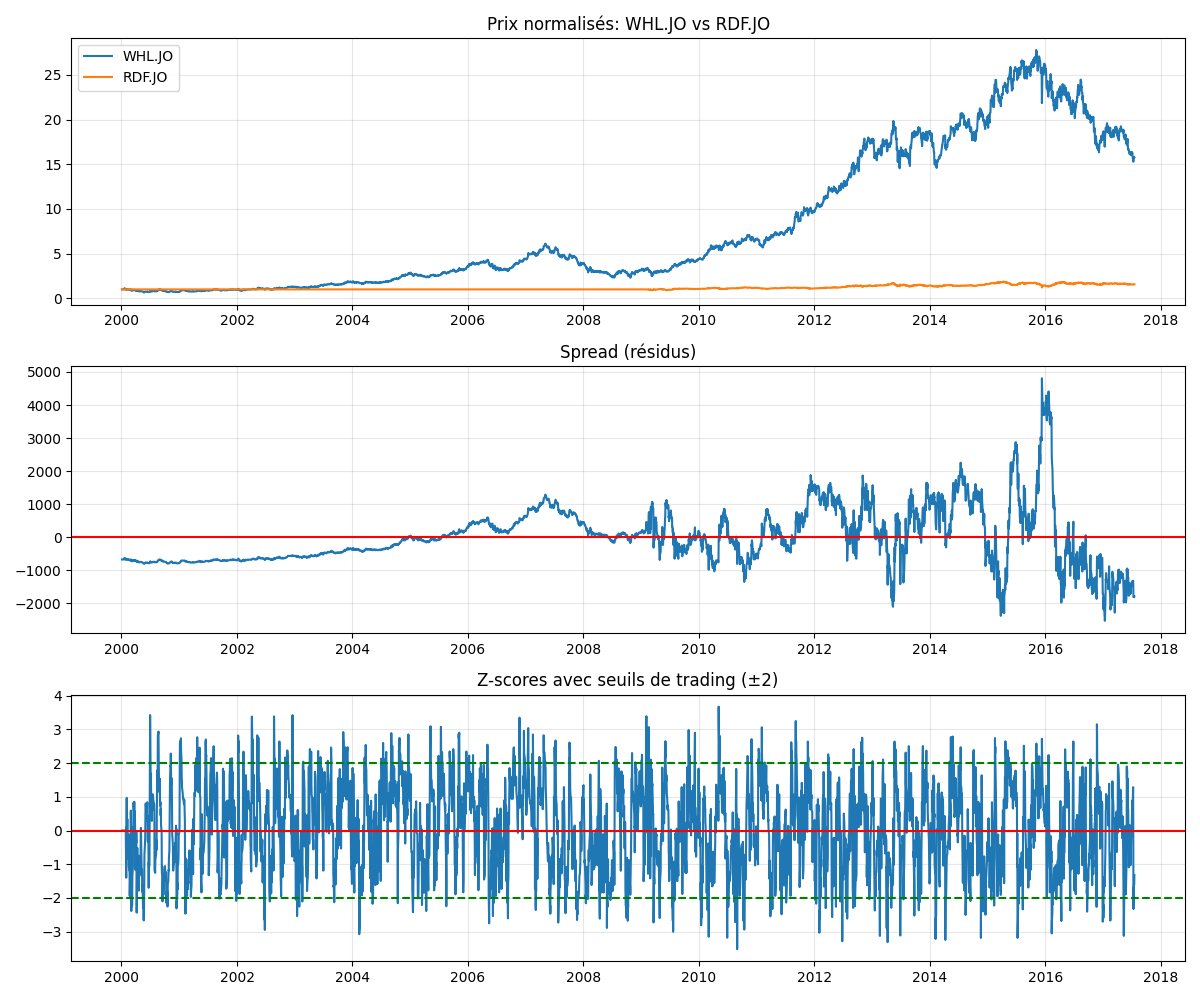 Prix normalisés: WHL.JO vs RDF.JO
WHL.JO
RDF.JO
25
20
15
10
5
0
2000 2002 2004 2006 2008 2010 2012 2014 2016 2018
Spread (résidus)
5000
4000
3000
2000
1000
0
−1000
−2000
2000 2002 2004 2006 2008 2010 2012 2014 2016 2018
Z-scores avec seuils de trading (±2)
4
3
2
1
0
−1
−2
−3
2000 2002 2004 2006 2008 2010 2012 2014 2016 2018